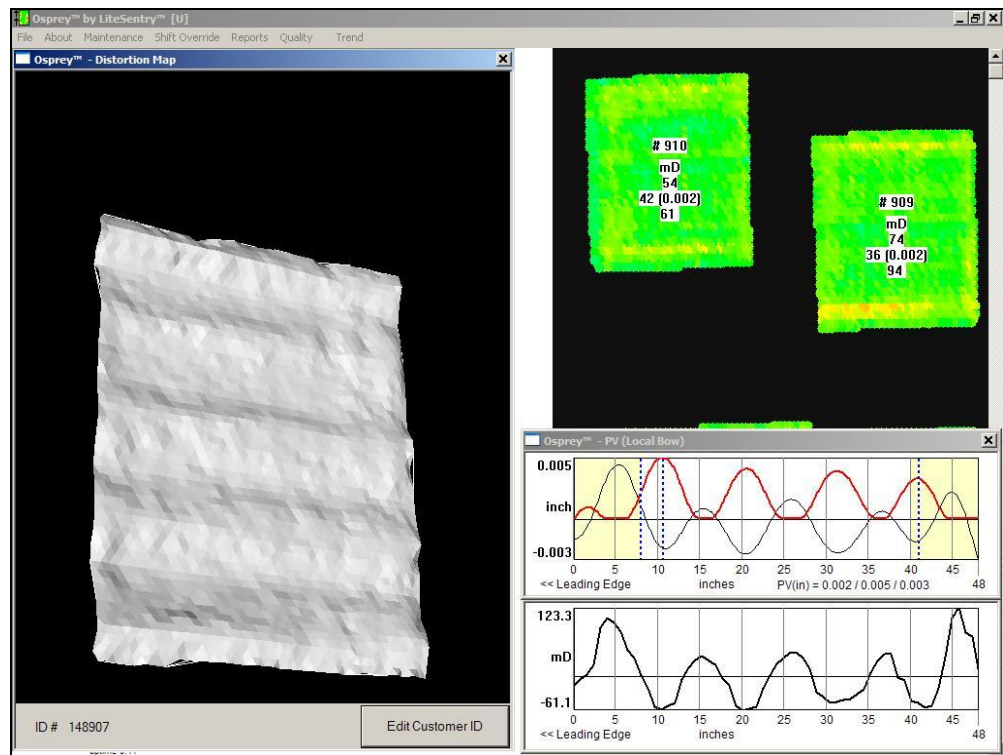 Osprey™ by LiteSentry™ [U]
File About Maintenance Shift Override Reports Quality Trend
Osprey™ - Distortion Map
ID # 148907
Edit Customer ID
# 910
mD
54
42 (0.002)
61
# 909
mD
74
36 (0.002)
94
Osprey™ - PV (Local Bow)
0.005
inch
-0.003
0 5 10 15 20 25 30 35 40 45
<< Leading Edge inches PV(in) = 0.002 / 0.005 / 0.003 48
123.3
mD
-61.1
0 5 10 15 20 25 30 35 40 45
<< Leading Edge inches 48